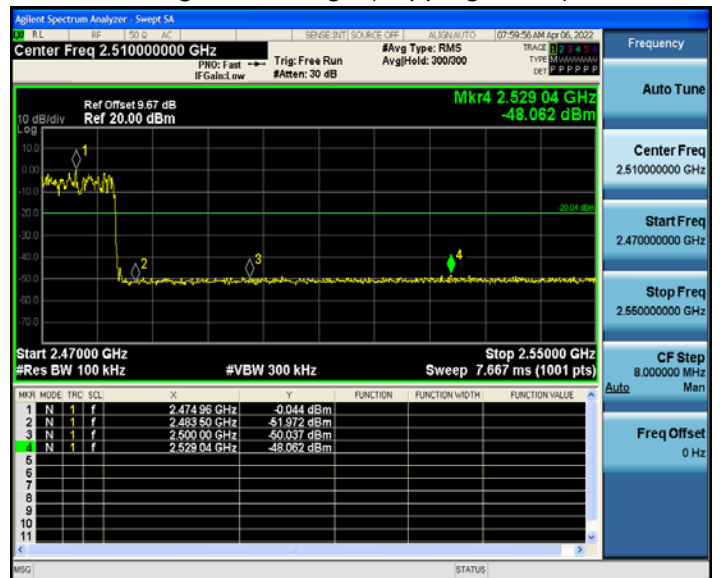 Agilent Spectrum Analyzer - Swept SA
RL RF 50 Ω AC SENSE:INT SOURCE OFF ALIGN AUTO 07:59:56 AM Apr 06, 2022
Center Freq 2.510000000 GHz
PNO: Fast
IFGain:Low
Trig: Free Run
#Atten: 30 dB
#Avg Type: RMS
Avg|Hold: 300/300
TRACE 1 2 3 4 5 6
TYPE
DET P P P P P P
Ref Offset 9.67 dB
10 dB/div Ref 20.00 dBm
Log
Mkr4 2.529 04 GHz
-48.062 dBm
10.0
0.00
-10.0
-20.0
-30.0
-40.0
-50.0
-60.0
-70.0
1
2
3
4
-20.04 dBm
Start 2.47000 GHz Stop 2.55000 GHz
#Res BW 100 kHz #VBW 300 kHz Sweep 7.667 ms (1001 pts)
MKR MODE TRC SCL X Y FUNCTION FUNCTION WIDTH FUNCTION VALUE
1 N 1 f 2.474 96 GHz -0.044 dBm
2 N 1 f 2.483 50 GHz -51.972 dBm
3 N 1 f 2.500 00 GHz -50.037 dBm
4 N 1 f 2.529 04 GHz -48.062 dBm
5
6
7
8
9
10
11
MSG STATUS
Frequency
Auto Tune
Center Freq
2.510000000 GHz
Start Freq
2.470000000 GHz
Stop Freq
2.550000000 GHz
CF Step
8.000000 MHz
Auto Man
Freq Offset
0 Hz